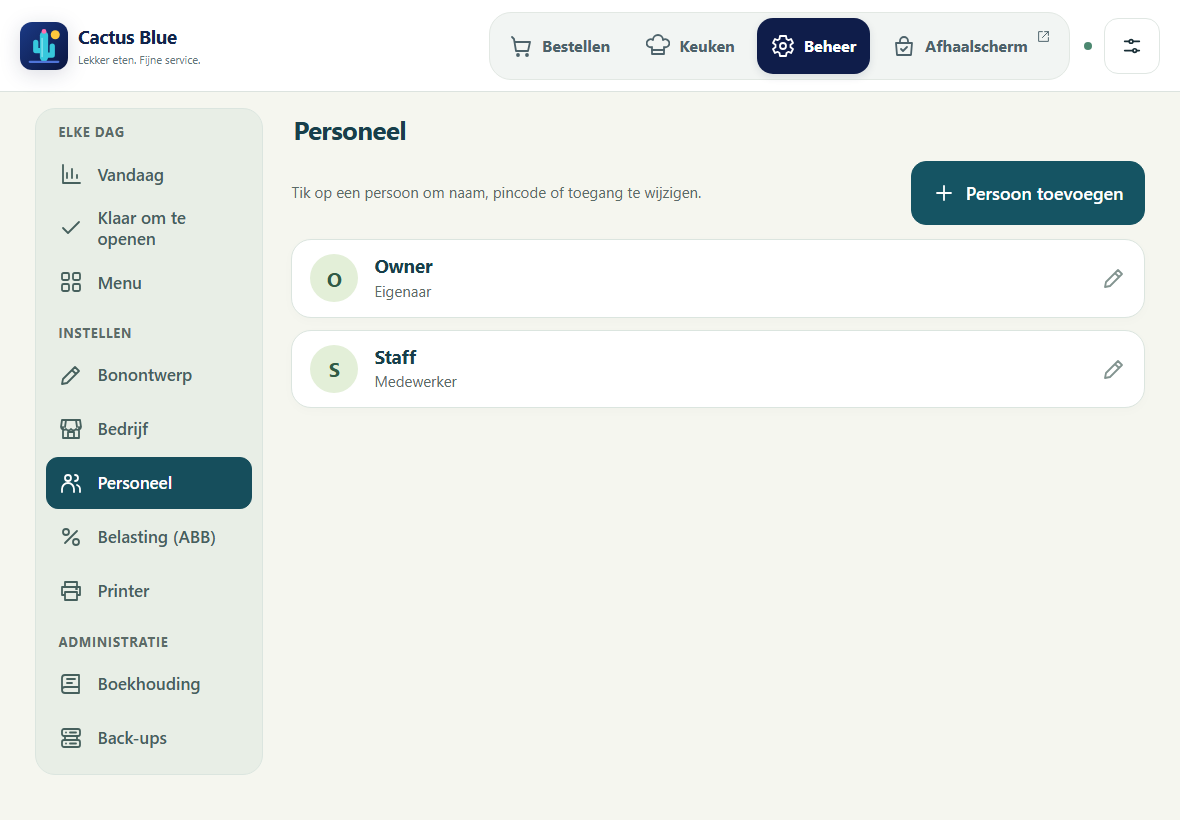 Cactus Blue
Lekker eten. Fijne service.
Bestellen
Keuken
Beheer
Afhaalscherm
ELKE DAG
Vandaag
Klaar om te
openen
Menu
INSTELLEN
Bonontwerp
Bedrijf
Personeel
Belasting (ABB)
Printer
ADMINISTRATIE
Boekhouding
Back-ups
Personeel
Tik op een persoon om naam, pincode of toegang te wijzigen.
Persoon toevoegen
O
Owner
Eigenaar
S
Staff
Medewerker